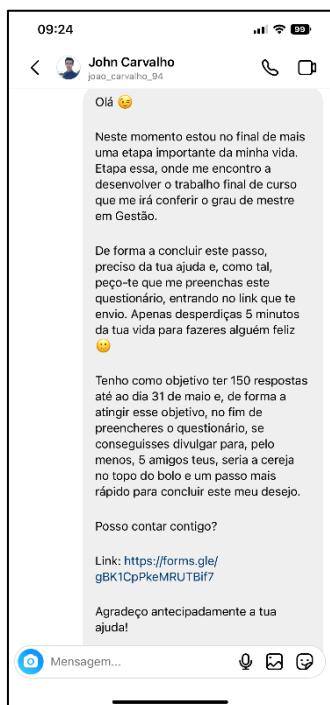 09:24
99
John Carvalho
joao_carvalho_94
Olá 😉
Neste momento estou no final de mais
uma etapa importante da minha vida.
Etapa essa, onde me encontro a
desenvolver o trabalho final de curso
que me irá conferir o grau de mestre
em Gestão.
De forma a concluir este passo,
preciso da tua ajuda e, como tal,
peço-te que me preenchas este
questionário, entrando no link que te
envio. Apenas desperdiças 5 minutos
da tua vida para fazeres alguém feliz
🙂
Tenho como objetivo ter 150 respostas
até ao dia 31 de maio e, de forma a
atingir esse objetivo, no fim de
preencheres o questionário, se
conseguisses divulgar para, pelo
menos, 5 amigos teus, seria a cereja
no topo do bolo e um passo mais
rápido para concluir este meu desejo.
Posso contar contigo?
Link: https://forms.gle/
gBK1CpPkeMRUTBif7
Agradeço antecipadamente a tua
ajuda!
Mensagem...